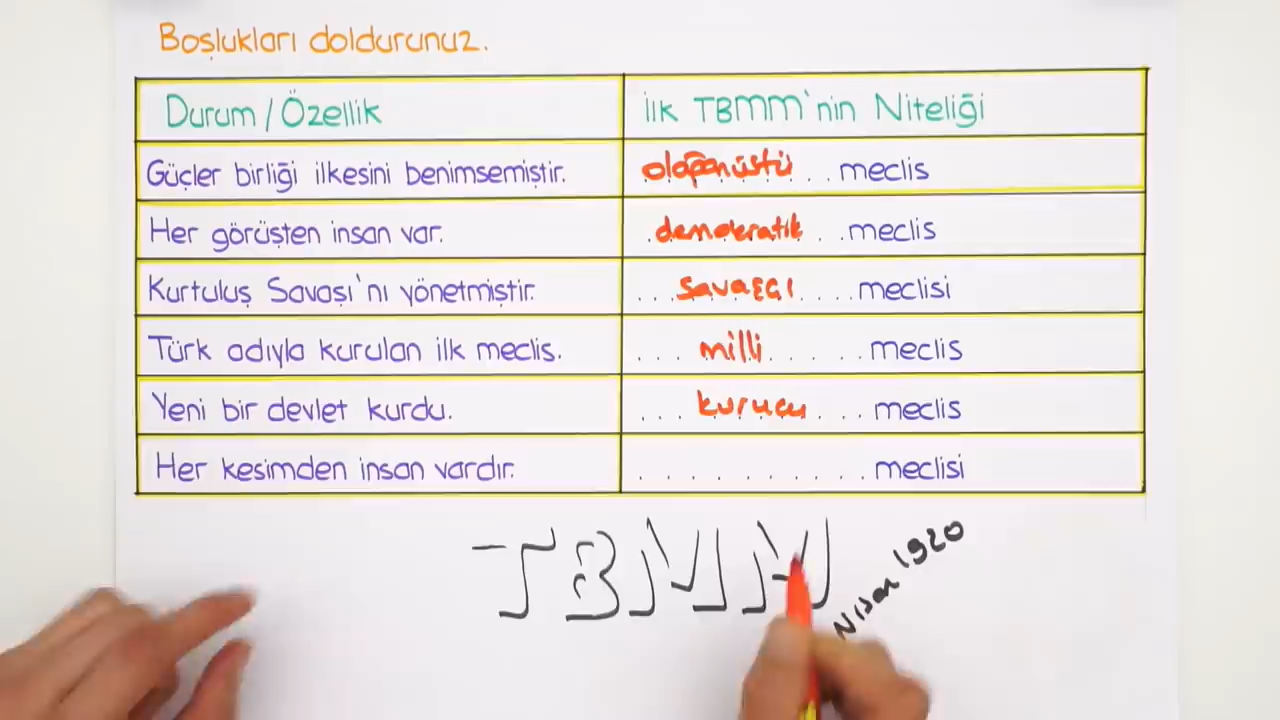 Boşlukları doldurunuz.
Durum / Özellik İlk TBMM'nin Niteliği
Güçler birliği ilkesini benimsemiştir. olağanüstü . . meclis
Her görüşten insan var. . demokratik . . meclis
Kurtuluş Savaşı'nı yönetmiştir. . . . savaşçı . . . . meclisi
Türk adıyla kurulan ilk meclis. . . . milli . . . . . meclis
Yeni bir devlet kurdu. . . . kurucu . . . meclis
Her kesimden insan vardır. . . . . . . . . . . meclisi
TBMM
Nisan 1920